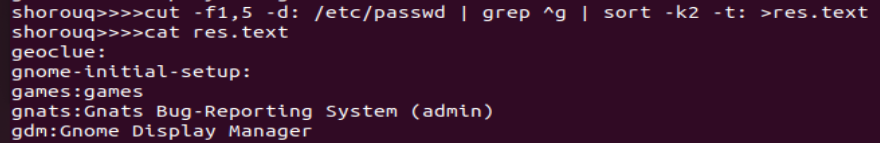 shorouq>>>>cut -f1,5 -d: /etc/passwd | grep ^g | sort -k2 -t: >res.text
shorouq>>>>cat res.text
geoclue:
gnome-initial-setup:
games:games
gnats:Gnats Bug-Reporting System (admin)
gdm:Gnome Display Manager